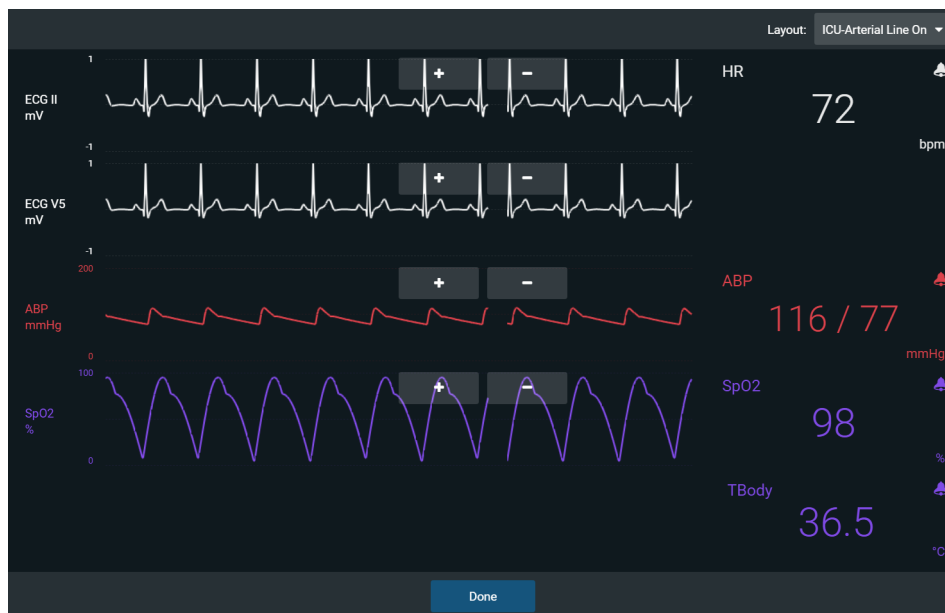 Layout: ICU-Arterial Line On
1
ECG II
mV
-1
+ -
HR
72
bpm
1
ECG V5
mV
-1
+ -
200
ABP
mmHg
0
+ -
ABP
116 / 77
mmHg
100
SpO2
%
0
+ -
SpO2
98
%
TBody
36.5
°C
Done